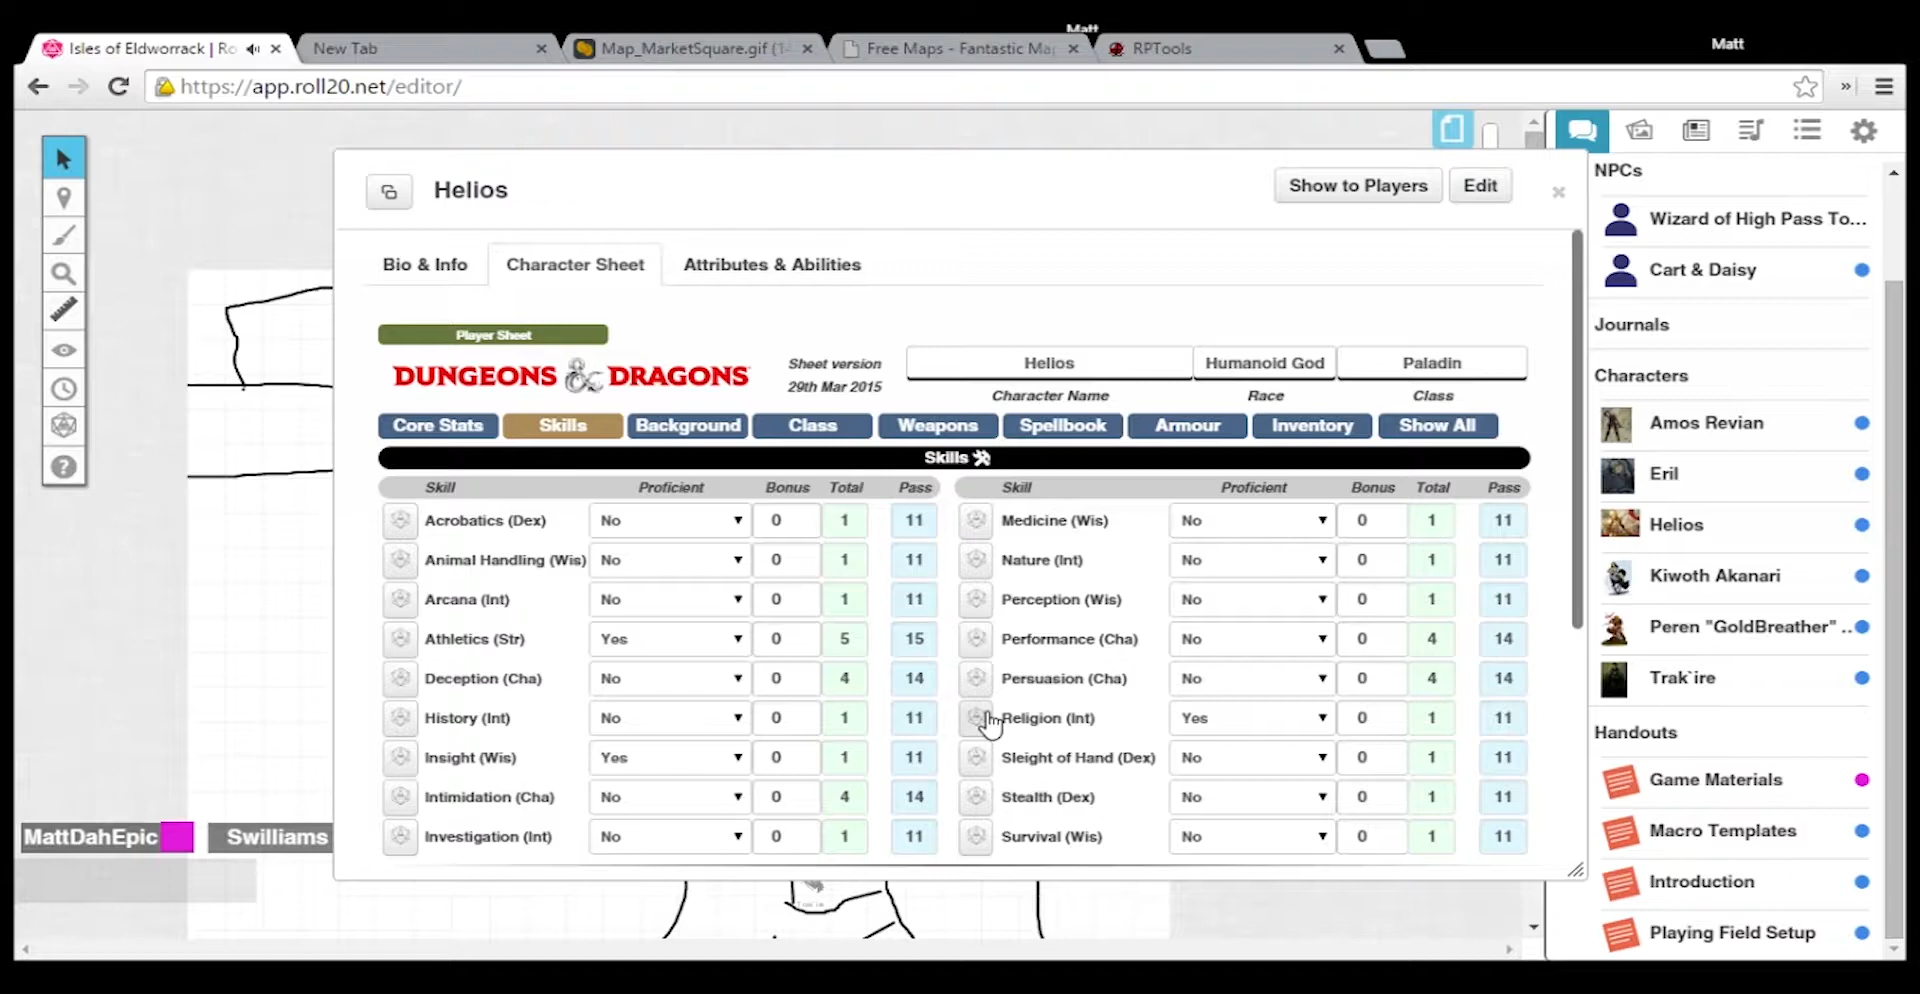 Matt
Matt
Isles of Eldworrack | Ro
New Tab
Map_MarketSquare.gif (1
Free Maps - Fantastic Ma
RPTools
https://app.roll20.net/editor/
Helios
Show to Players
Edit
Bio & Info
Character Sheet
Attributes & Abilities
Player Sheet
DUNGEONS & DRAGONS
Sheet version
29th Mar 2015
Helios
Humanoid God
Paladin
Character Name
Race
Class
Core Stats
Skills
Background
Class
Weapons
Spellbook
Armour
Inventory
Show All
Skills
Skill Proficient Bonus Total Pass
Acrobatics (Dex) No 0 1 11
Animal Handling (Wis) No 0 1 11
Arcana (Int) No 0 1 11
Athletics (Str) Yes 0 5 15
Deception (Cha) No 0 4 14
History (Int) No 0 1 11
Insight (Wis) Yes 0 1 11
Intimidation (Cha) No 0 4 14
Investigation (Int) No 0 1 11
Skill Proficient Bonus Total Pass
Medicine (Wis) No 0 1 11
Nature (Int) No 0 1 11
Perception (Wis) No 0 1 11
Performance (Cha) No 0 4 14
Persuasion (Cha) No 0 4 14
Religion (Int) Yes 0 1 11
Sleight of Hand (Dex) No 0 1 11
Stealth (Dex) No 0 1 11
Survival (Wis) No 0 1 11
MattDahEpic
Swilliams
NPCs
Wizard of High Pass To...
Cart & Daisy
Journals
Characters
Amos Revian
Eril
Helios
Kiwoth Akanari
Peren "GoldBreather" ..
Trak`ire
Handouts
Game Materials
Macro Templates
Introduction
Playing Field Setup